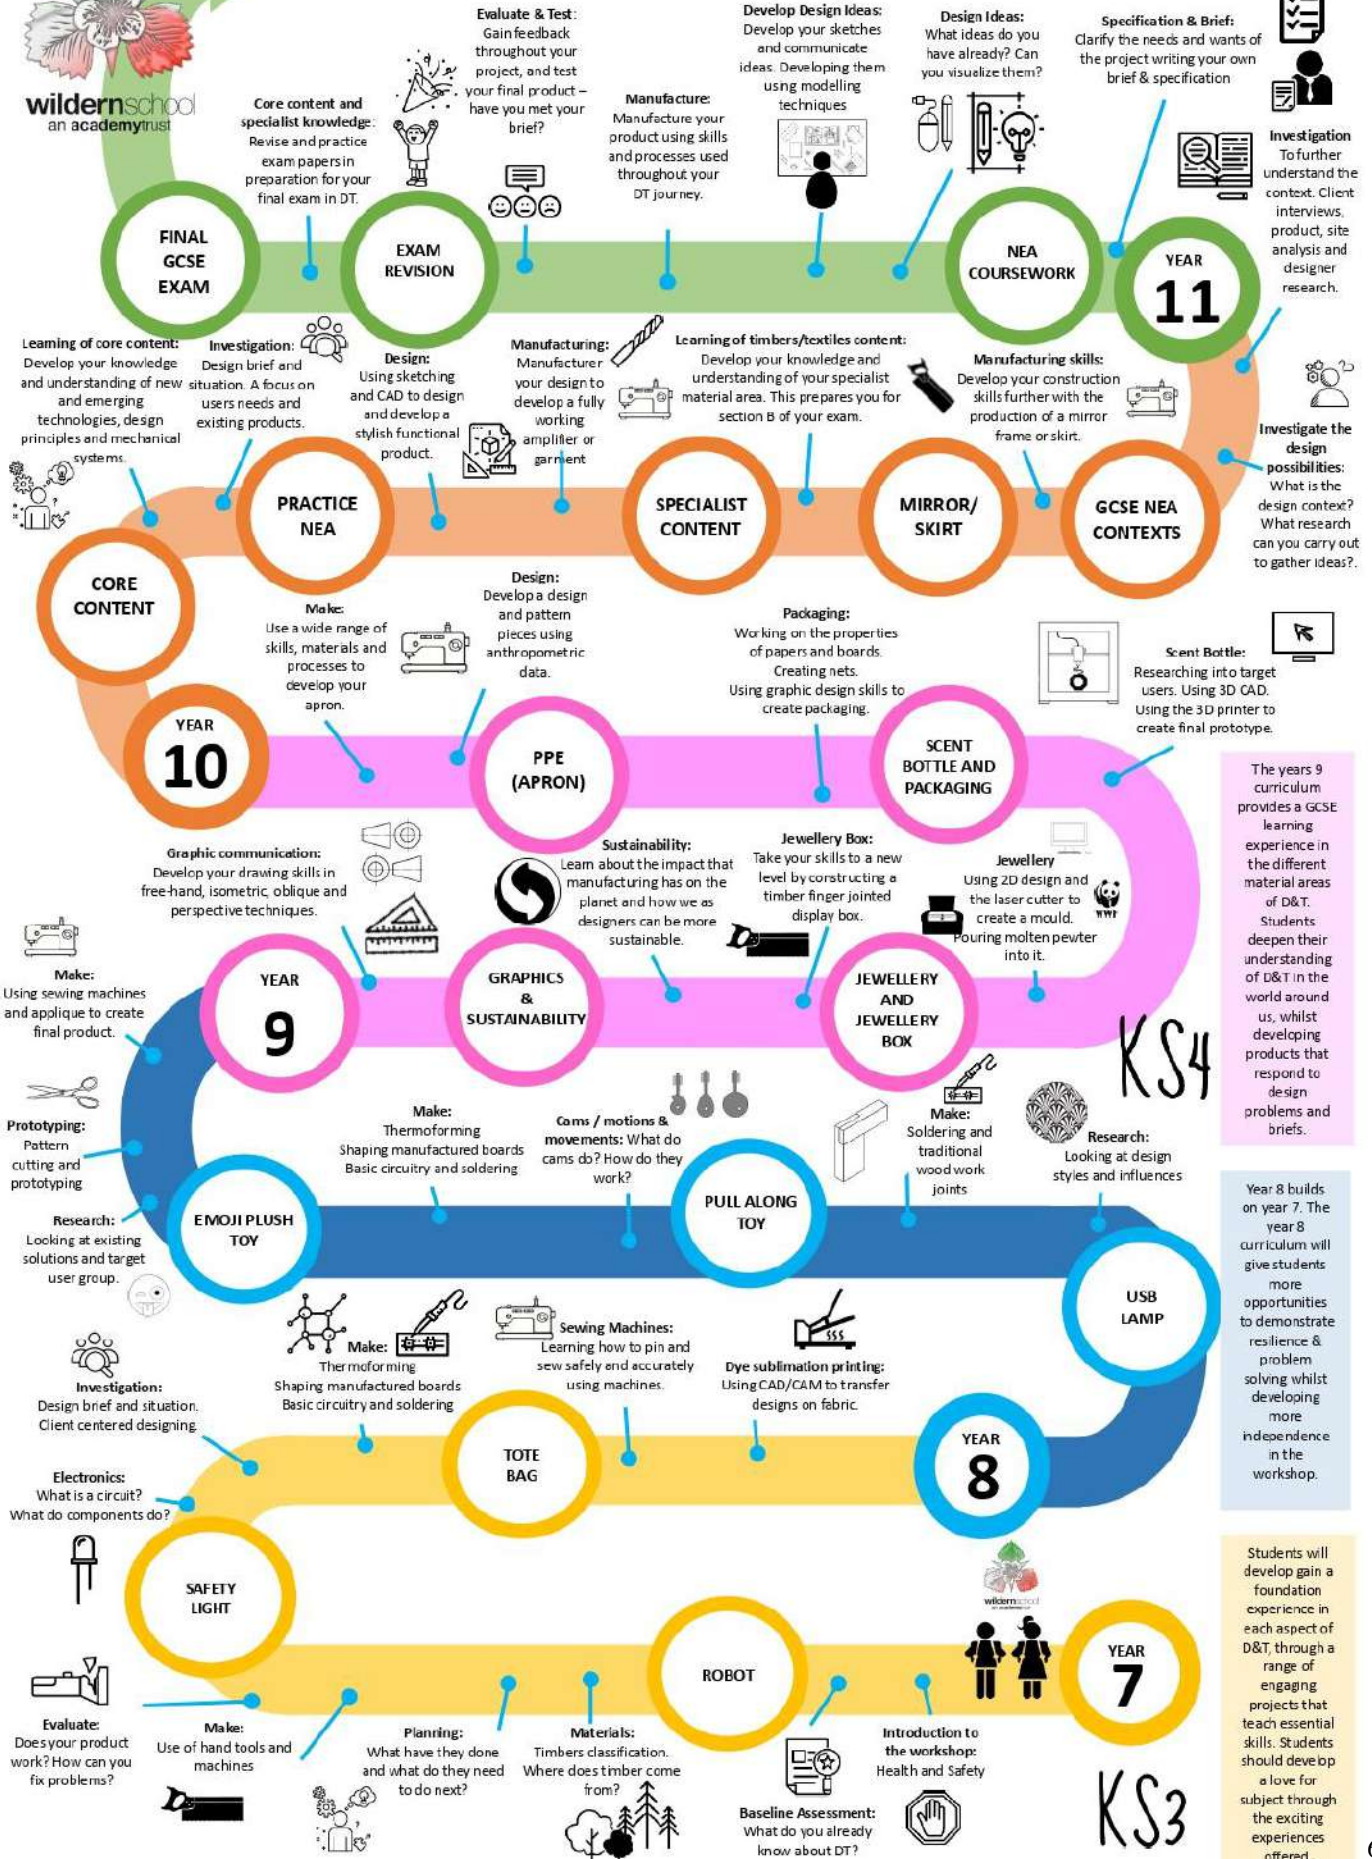 wildernschool
an academytrust
Core content and
specialist knowledge:
Revise and practice
exam papers in
preparation for your
final exam in DT.
Evaluate & Test:
Gain feedback
throughout your
project, and test
your final product –
have you met your
brief?
Manufacture:
Manufacture your
product using skills
and processes used
throughout your
DT journey.
Develop Design Ideas:
Develop your sketches
and communicate
ideas. Developing them
using modelling
techniques
Design Ideas:
What ideas do you
have already? Can
you visualize them?
Specification & Brief:
Clarify the needs and wants of
the project writing your own
brief & specification
Investigation
To further
understand the
context. Client
interviews,
product, site
analysis and
designer
research.
FINAL
GCSE
EXAM
EXAM
REVISION
NEA
COURSEWORK
YEAR
11
Learning of core content:
Develop your knowledge
and understanding of new
and emerging
technologies, design
principles and mechanical
systems.
Investigation:
Design brief and
situation. A focus on
users needs and
existing products.
Design:
Using sketching
and CAD to design
and develop a
stylish functional
product.
Manufacturing:
Manufacturer
your design to
develop a fully
working
amplifier or
garment
Learning of timbers/textiles content:
Develop your knowledge and
understanding of your specialist
material area. This prepares you for
section B of your exam.
Manufacturing skills:
Develop your construction
skills further with the
production of a mirror
frame or skirt.
Investigate the
design
possibilities:
What is the
design context?
What research
can you carry out
to gather ideas?.
CORE
CONTENT
PRACTICE
NEA
SPECIALIST
CONTENT
MIRROR/
SKIRT
GCSE NEA
CONTEXTS
Make:
Use a wide range of
skills, materials and
processes to
develop your
apron.
Design:
Develop a design
and pattern
pieces using
anthropometric
data.
Packaging:
Working on the properties
of papers and boards.
Creating nets.
Using graphic design skills to
create packaging.
Scent Bottle:
Researching into target
users. Using 3D CAD.
Using the 3D printer to
create final prototype.
YEAR
10
PPE
(APRON)
SCENT
BOTTLE AND
PACKAGING
The years 9
curriculum
provides a GCSE
learning
experience in
the different
material areas
of D&T.
Students
deepen their
understanding
of D&T in the
world around
us, whilst
developing
products that
respond to
design
problems and
briefs.
Graphic communication:
Develop your drawing skills in
free-hand, isometric, oblique and
perspective techniques.
Sustainability:
Learn about the impact that
manufacturing has on the
planet and how we as
designers can be more
sustainable.
Jewellery Box:
Take your skills to a new
level by constructing a
timber finger jointed
display box.
Jewellery
Using 2D design and
the laser cutter to
create a mould.
Pouring molten pewter
into it.
WWF
YEAR
9
GRAPHICS
&
SUSTAINABILITY
JEWELLERY
AND
JEWELLERY
BOX
KS4
Make:
Using sewing machines
and applique to create
final product.
Prototyping:
Pattern
cutting and
prototyping
Research:
Looking at existing
solutions and target
user group.
Make:
Thermoforming
Shaping manufactured boards
Basic circuitry and soldering
Cams / motions &
movements: What do
cams do? How do they
work?
Make:
Soldering and
traditional
wood work
joints
Research:
Looking at design
styles and influences
EMOJI PLUSH
TOY
PULL ALONG
TOY
USB
LAMP
Year 8 builds
on year 7. The
year 8
curriculum will
give students
more
opportunities
to demonstrate
resilience &
problem
solving whilst
developing
more
independence
in the
workshop.
Investigation:
Design brief and situation.
Client centered designing.
Make:
Thermoforming
Shaping manufactured boards
Basic circuitry and soldering
Sewing Machines:
Learning how to pin and
sew safely and accurately
using machines.
Dye sublimation printing:
Using CAD/CAM to transfer
designs on fabric.
Electronics:
What is a circuit?
What do components do?
TOTE
BAG
YEAR
8
SAFETY
LIGHT
wildernschool
an academytrust
ROBOT
YEAR
7
Students will
develop gain a
foundation
experience in
each aspect of
D&T, through a
range of
engaging
projects that
teach essential
skills. Students
should develop
a love for
subject through
the exciting
experiences
offered
Evaluate:
Does your product
work? How can you
fix problems?
Make:
Use of hand tools and
machines
Planning:
What have they done
and what do they need
to do next?
Materials:
Timbers classification.
Where does timber come
from?
Baseline Assessment:
What do you already
know about DT?
Introduction to
the workshop:
Health and Safety
KS3